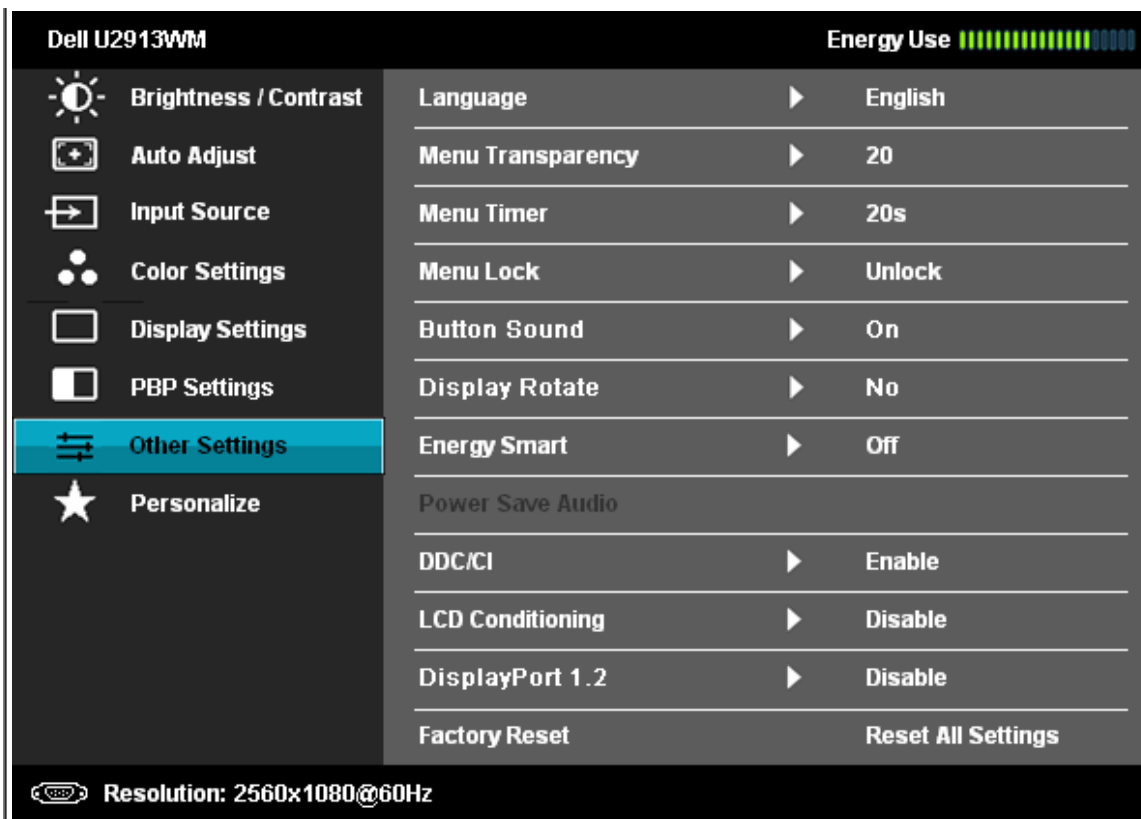 Dell U2913WM Energy Use
Brightness / Contrast Language English
Auto Adjust Menu Transparency 20
Input Source Menu Timer 20s
Color Settings Menu Lock Unlock
Display Settings Button Sound On
PBP Settings Display Rotate No
Other Settings Energy Smart Off
Personalize Power Save Audio
DDC/CI Enable
LCD Conditioning Disable
DisplayPort 1.2 Disable
Factory Reset Reset All Settings
Resolution: 2560x1080@60Hz